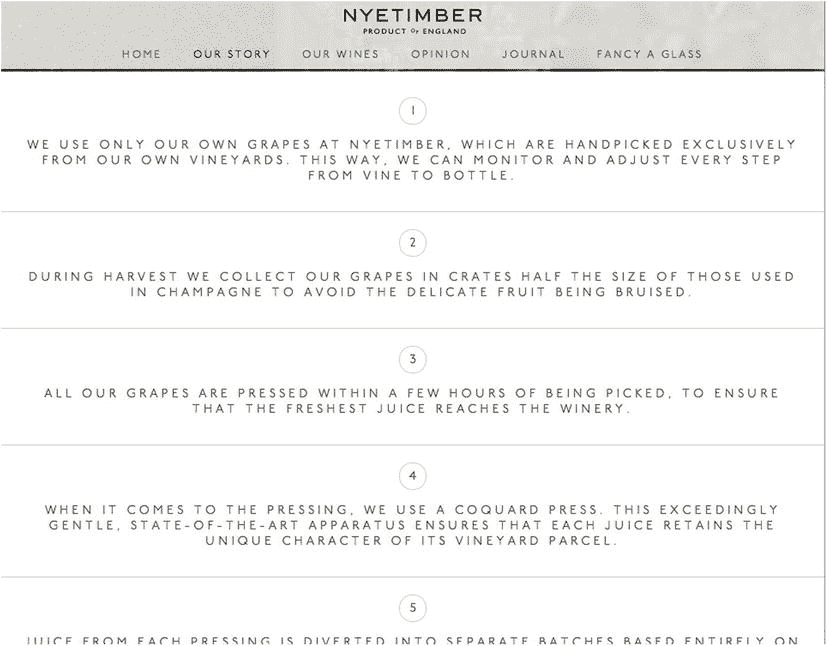 NYETIMBER
PRODUCT OF ENGLAND
HOME OUR STORY OUR WINES OPINION JOURNAL FANCY A GLASS
1
WE USE ONLY OUR OWN GRAPES AT NYETIMBER, WHICH ARE HANDPICKED EXCLUSIVELY
FROM OUR OWN VINEYARDS. THIS WAY, WE CAN MONITOR AND ADJUST EVERY STEP
FROM VINE TO BOTTLE.
2
DURING HARVEST WE COLLECT OUR GRAPES IN CRATES HALF THE SIZE OF THOSE USED
IN CHAMPAGNE TO AVOID THE DELICATE FRUIT BEING BRUISED.
3
ALL OUR GRAPES ARE PRESSED WITHIN A FEW HOURS OF BEING PICKED, TO ENSURE
THAT THE FRESHEST JUICE REACHES THE WINERY.
4
WHEN IT COMES TO THE PRESSING, WE USE A COQUARD PRESS. THIS EXCEEDINGLY
GENTLE, STATE-OF-THE-ART APPARATUS ENSURES THAT EACH JUICE RETAINS THE
UNIQUE CHARACTER OF ITS VINEYARD PARCEL.
5
JUICE FROM EACH PRESSING IS DIVERTED INTO SEPARATE BATCHES BASED ENTIRELY ON